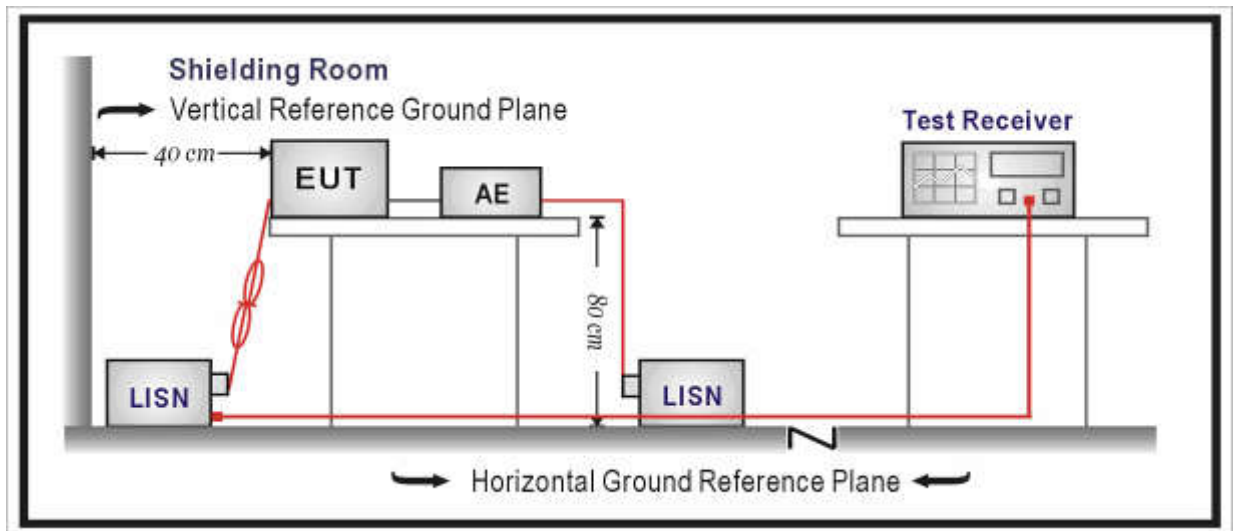 Shielding Room
Vertical Reference Ground Plane
40 cm
EUT
AE
Test Receiver
80 cm
LISN
LISN
Horizontal Ground Reference Plane